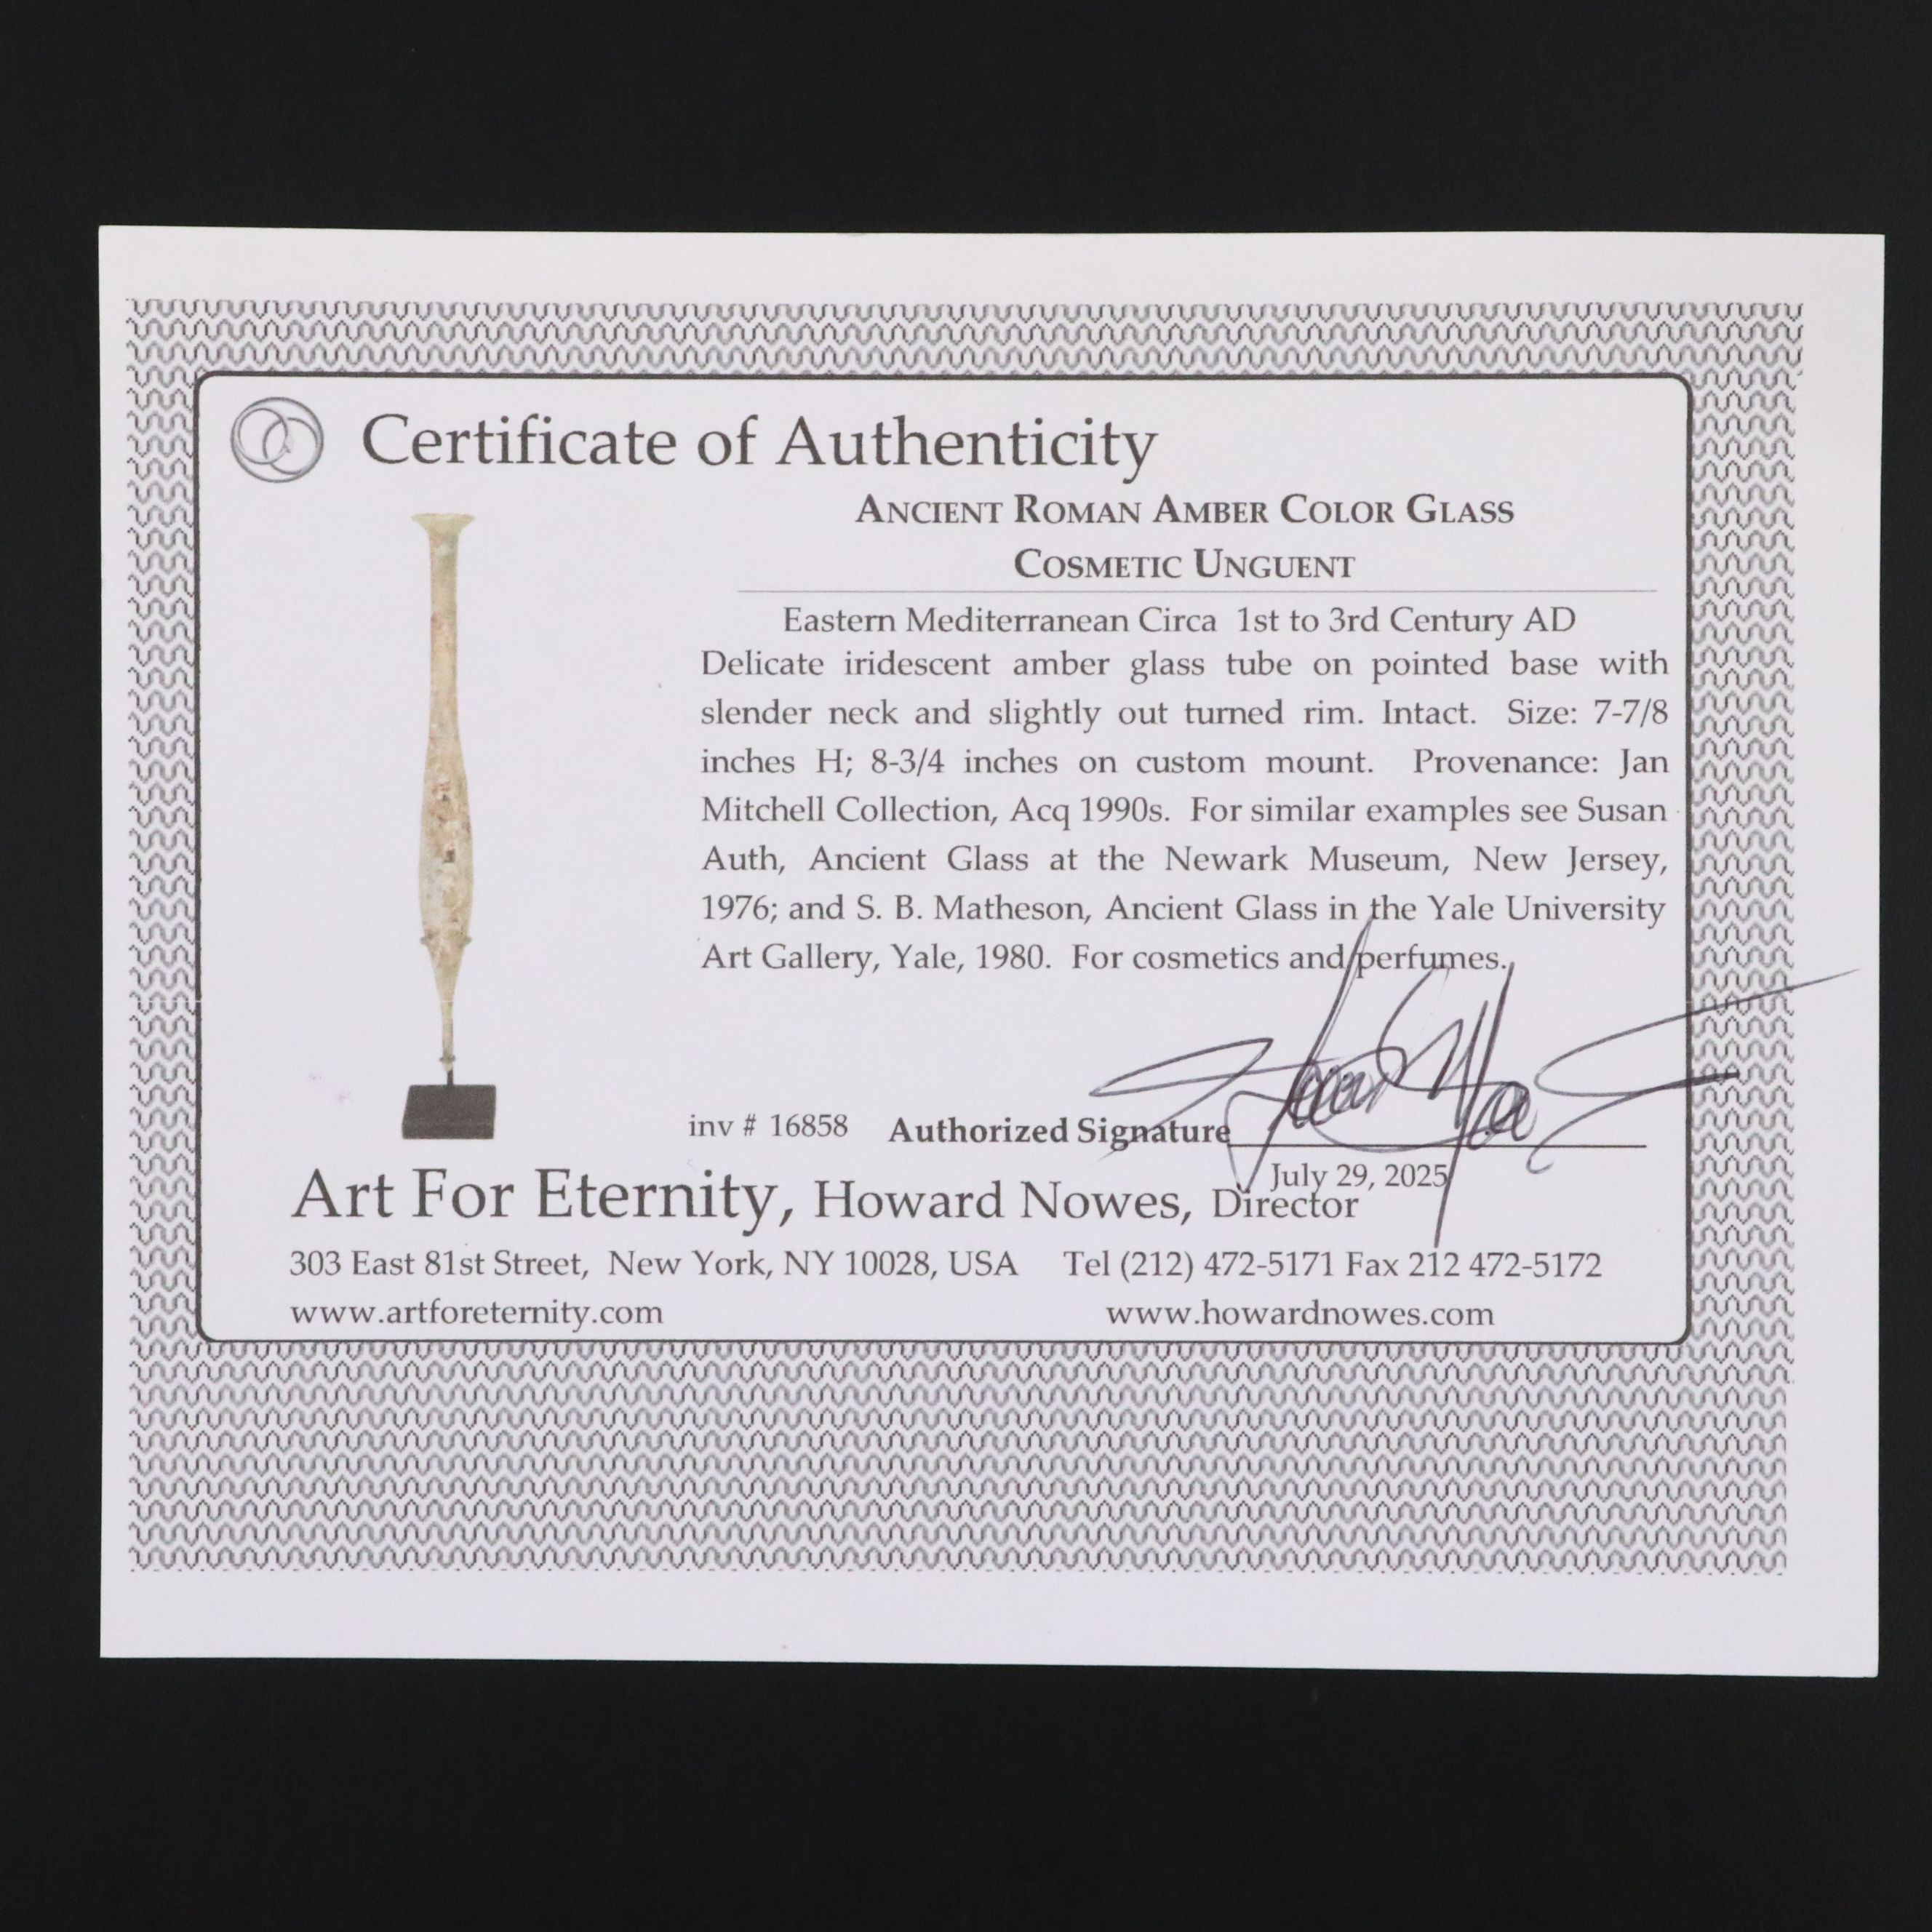 Certificate of Authenticity
ANCIENT ROMAN AMBER COLOR GLASS
COSMETIC UNGUENT
Eastern Mediterranean Circa 1st to 3rd Century AD
Delicate iridescent amber glass tube on pointed base with
slender neck and slightly out turned rim. Intact. Size: 7-7/8
inches H; 8-3/4 inches on custom mount. Provenance: Jan
Mitchell Collection, Acq 1990s. For similar examples see Susan
Auth, Ancient Glass at the Newark Museum, New Jersey,
1976; and S. B. Matheson, Ancient Glass in the Yale University
Art Gallery, Yale, 1980. For cosmetics and perfumes.
inv # 16858 Authorized Signature
July 29, 2025
Art For Eternity, Howard Nowes, Director
303 East 81st Street, New York, NY 10028, USA Tel (212) 472-5171 Fax 212 472-5172
www.artforeternity.com www.howardnowes.com